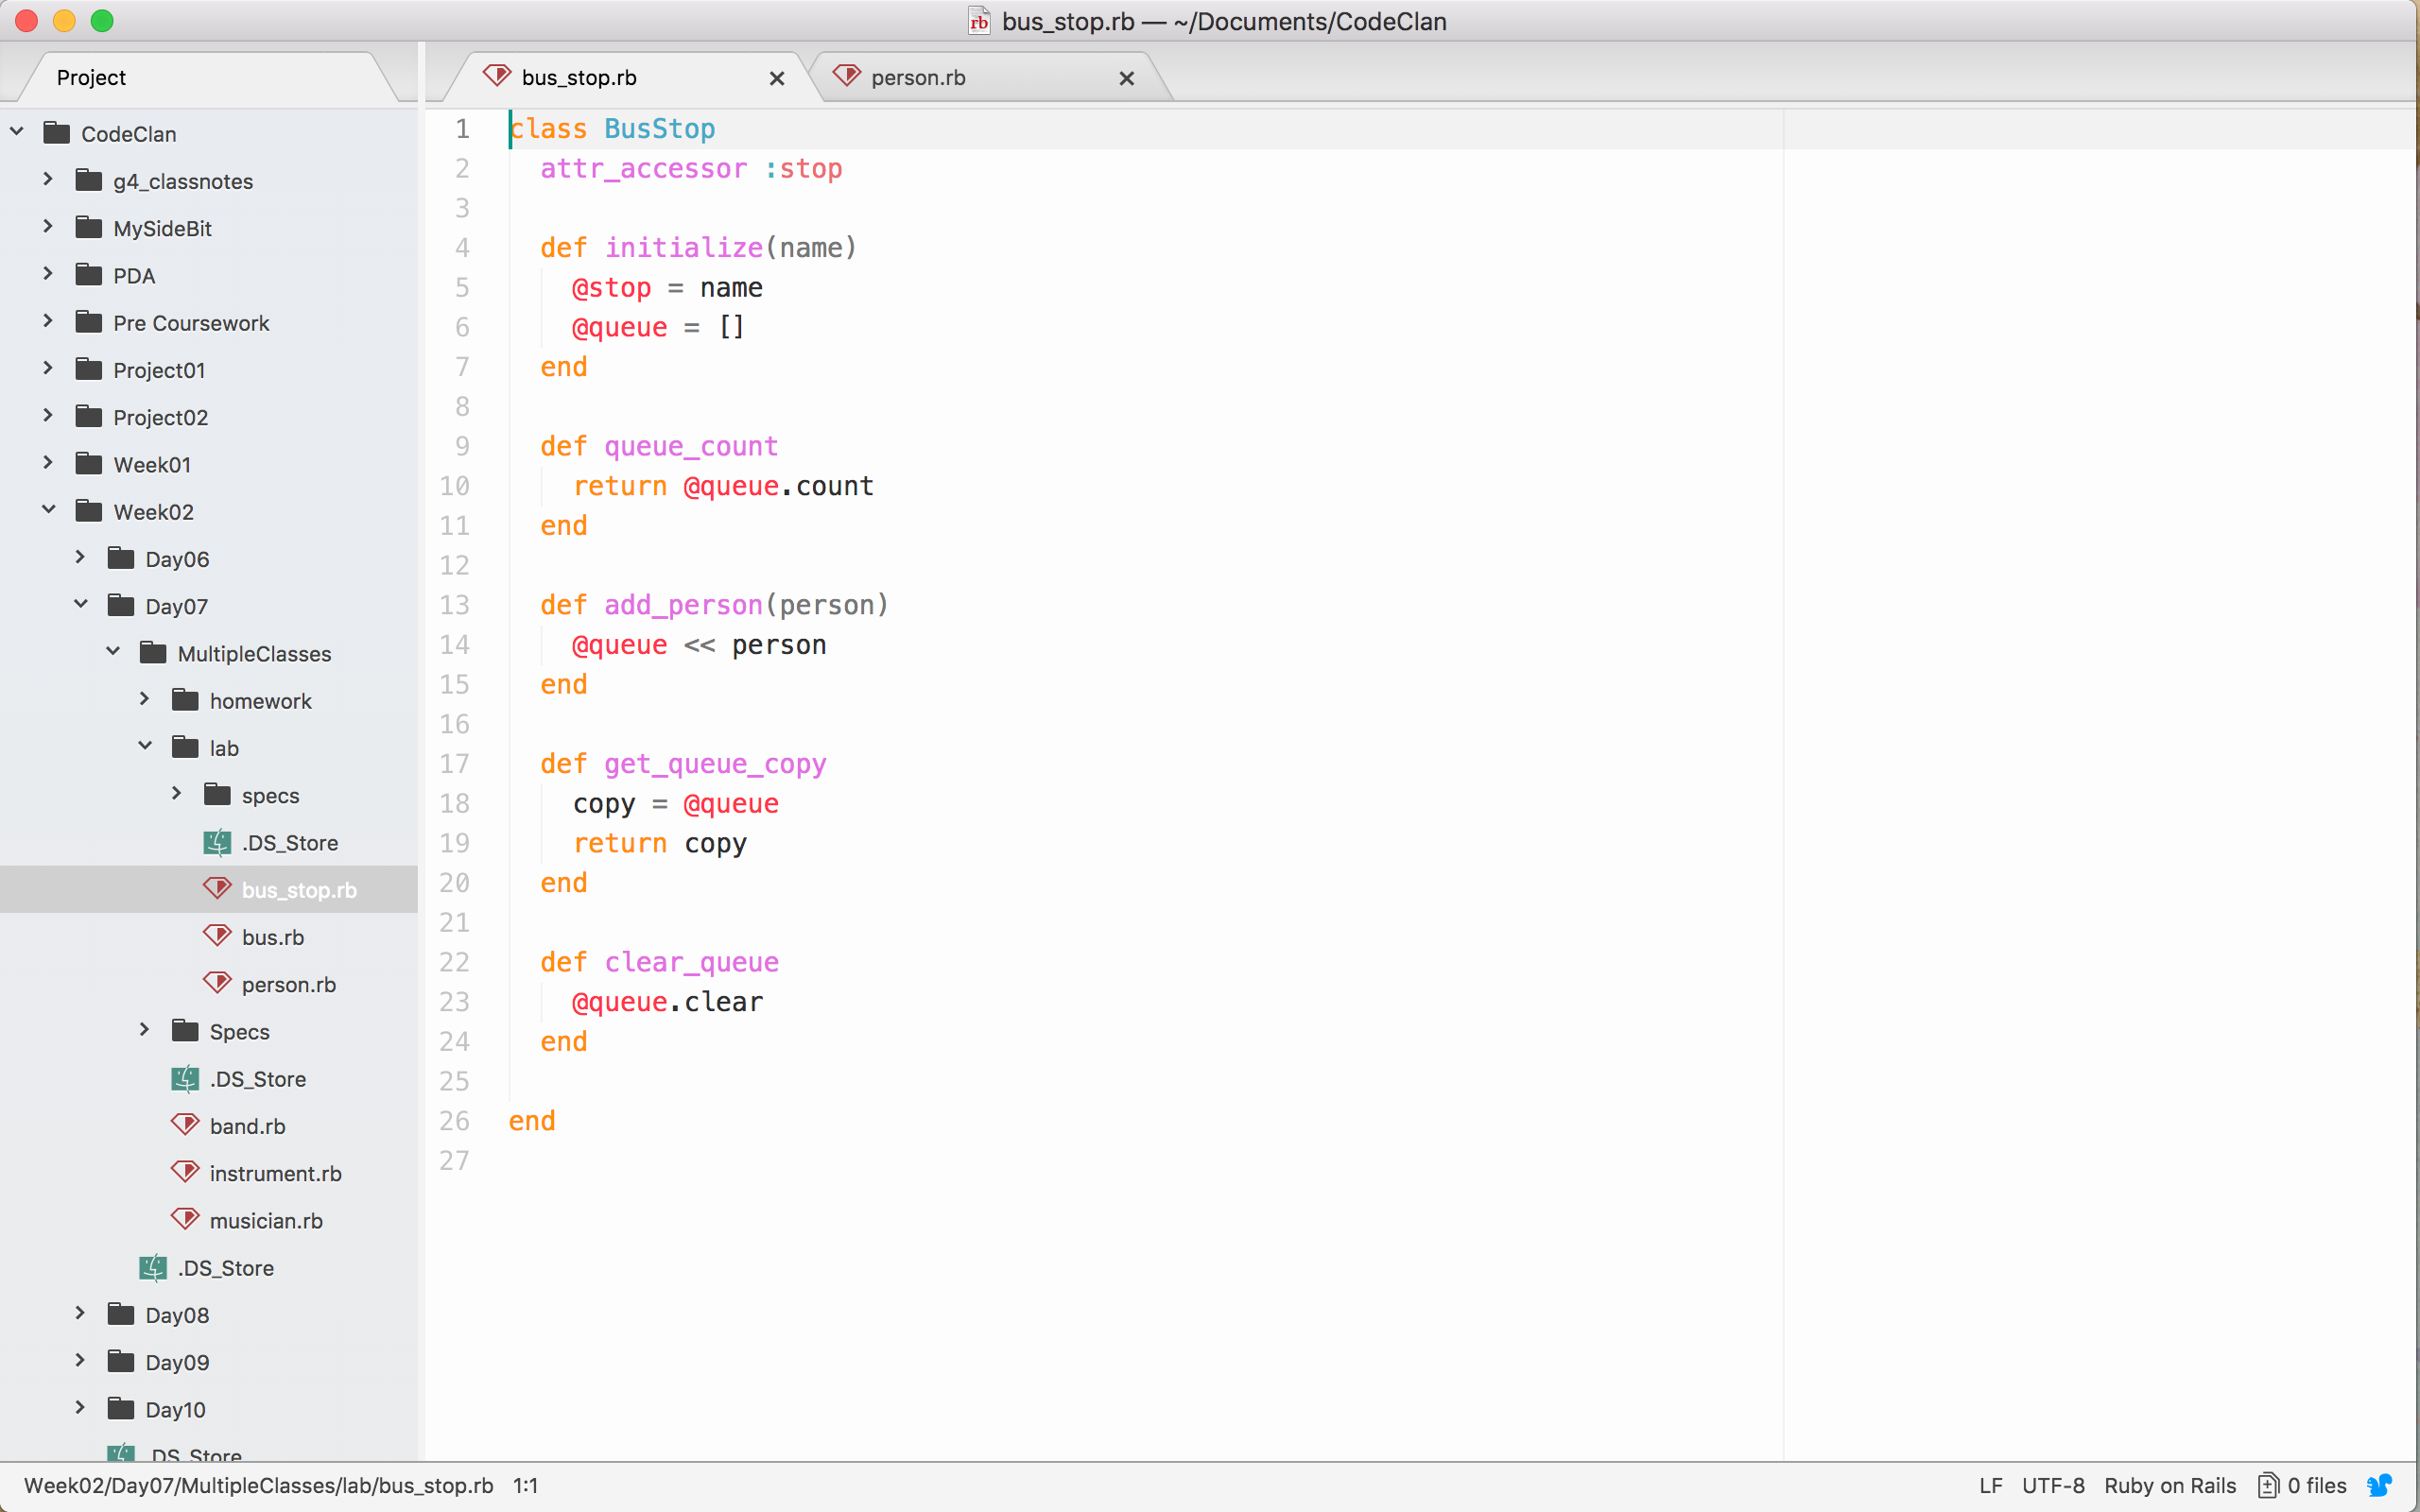 bus_stop.rb — ~/Documents/CodeClan
Project
CodeClan
g4_classnotes
MySideBit
PDA
Pre Coursework
Project01
Project02
Week01
Week02
Day06
Day07
MultipleClasses
homework
lab
specs
.DS_Store
bus_stop.rb
bus.rb
person.rb
Specs
.DS_Store
band.rb
instrument.rb
musician.rb
.DS_Store
Day08
Day09
Day10
.DS_Store
bus_stop.rb
person.rb
1 class BusStop
2   attr_accessor :stop
3
4   def initialize(name)
5     @stop = name
6     @queue = []
7   end
8
9   def queue_count
10     return @queue.count
11   end
12
13   def add_person(person)
14     @queue << person
15   end
16
17   def get_queue_copy
18     copy = @queue
19     return copy
20   end
21
22   def clear_queue
23     @queue.clear
24   end
25
26 end
27
Week02/Day07/MultipleClasses/lab/bus_stop.rb 1:1
LF UTF-8 Ruby on Rails 0 files